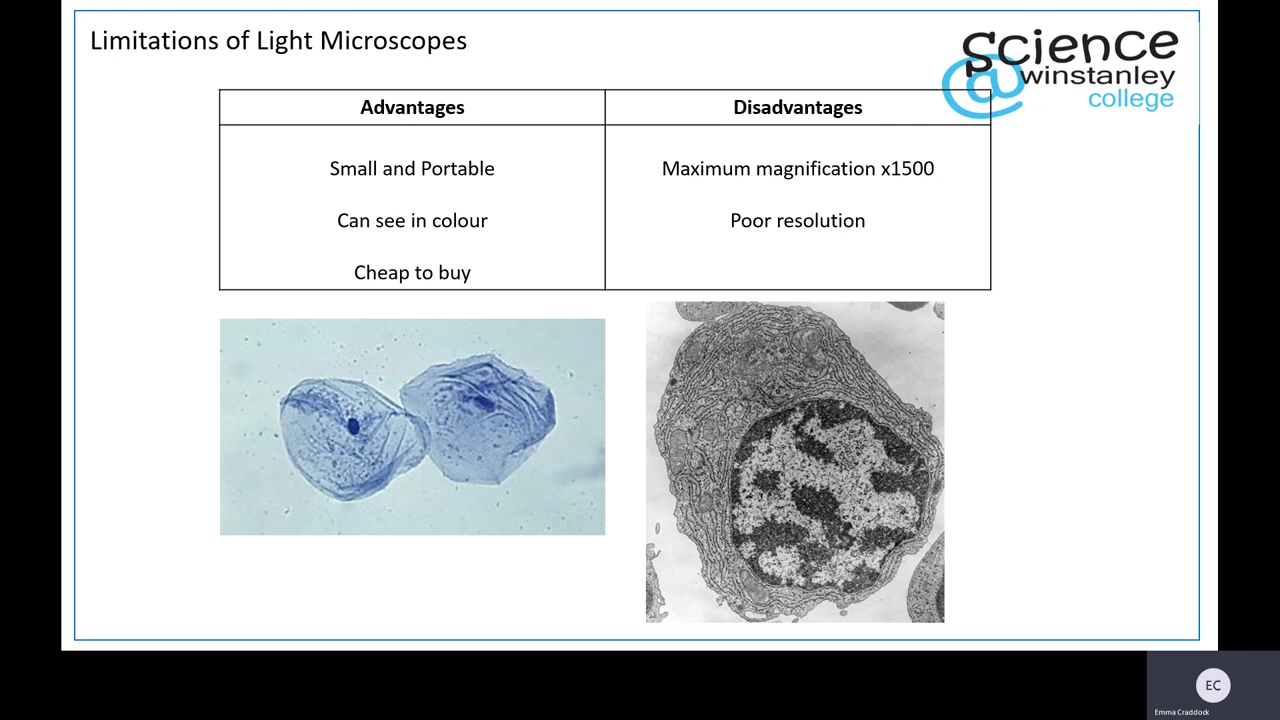 Limitations of Light Microscopes
science
@winstanley
college
Advantages
Disadvantages
Small and Portable
Maximum magnification x1500
Can see in colour
Poor resolution
Cheap to buy
EC
Emma Craddock